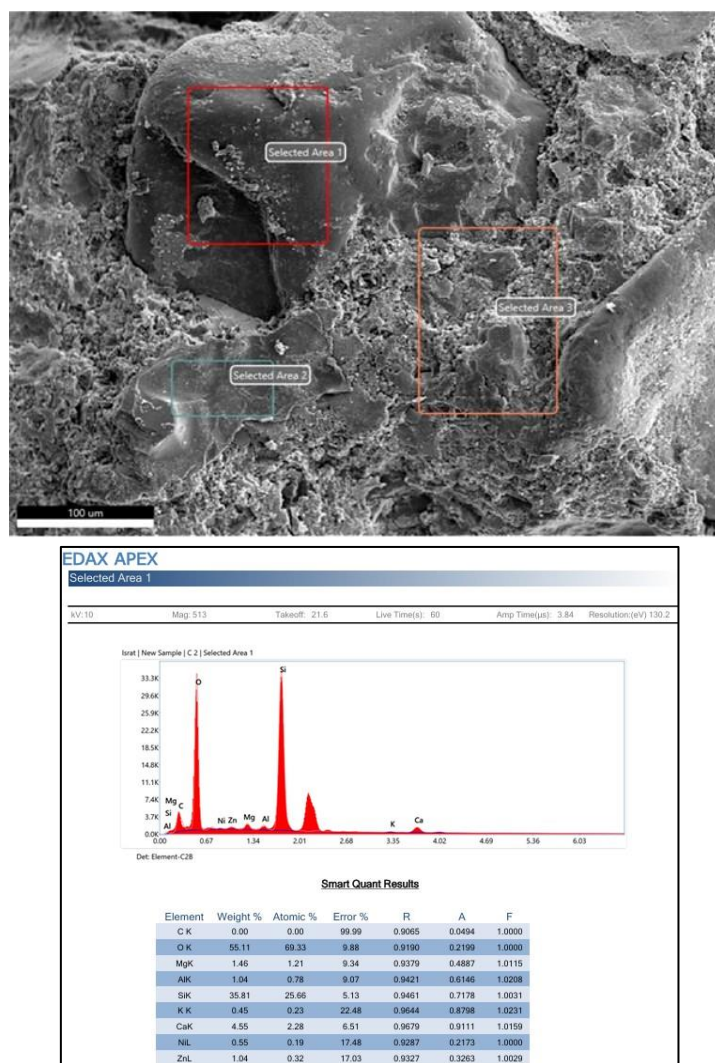 Selected Area 1
Selected Area 3
Selected Area 2
100 um
EDAX APEX
Selected Area 1
kV:10 Mag: 513 Takeoff: 21.6 Live Time(s): 60 Amp Time(µs): 3.84 Resolution:(eV) 130.2
Israt | New Sample | C 2 | Selected Area 1
33.3K
29.6K
25.9K
22.2K
18.5K
14.8K
11.1K
7.4K
3.7K
0.0K
O
Si
Mg
C
Si
Al
Ni Zn Mg Al
K Ca
0.00 0.67 1.34 2.01 2.68 3.35 4.02 4.69 5.36 6.03
Det: Element-C2B
Smart Quant Results
Element Weight % Atomic % Error % R A F
C K 0.00 0.00 99.99 0.9065 0.0494 1.0000
O K 55.11 69.33 9.88 0.9190 0.2199 1.0000
MgK 1.46 1.21 9.34 0.9379 0.4887 1.0115
AlK 1.04 0.78 9.07 0.9421 0.6146 1.0208
SiK 35.81 25.66 5.13 0.9461 0.7178 1.0031
K K 0.45 0.23 22.48 0.9644 0.8798 1.0231
CaK 4.55 2.28 6.51 0.9679 0.9111 1.0159
NiL 0.55 0.19 17.48 0.9287 0.2173 1.0000
ZnL 1.04 0.32 17.03 0.9327 0.3263 1.0029